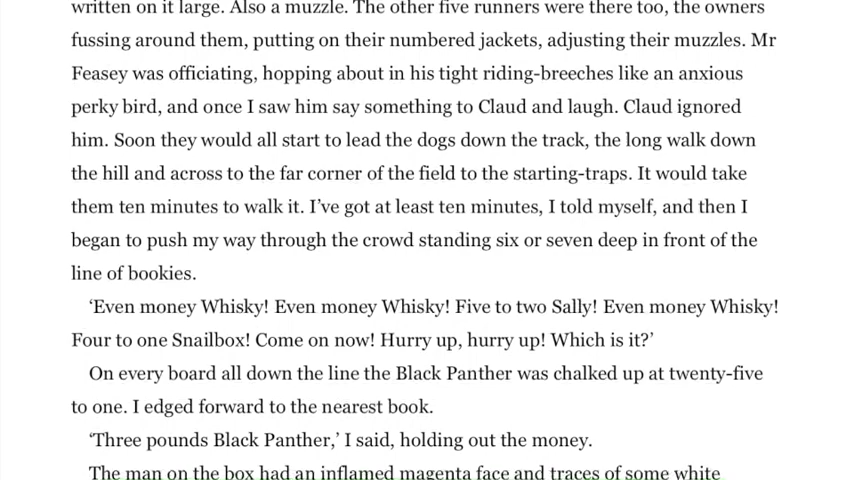 written on it large. Also a muzzle. The other five runners were there too, the owners
fussing around them, putting on their numbered jackets, adjusting their muzzles. Mr
Feasey was officiating, hopping about in his tight riding-breeches like an anxious
perky bird, and once I saw him say something to Claud and laugh. Claud ignored
him. Soon they would all start to lead the dogs down the track, the long walk down
the hill and across to the far corner of the field to the starting-traps. It would take
them ten minutes to walk it. I’ve got at least ten minutes, I told myself, and then I
began to push my way through the crowd standing six or seven deep in front of the
line of bookies.
‘Even money Whisky! Even money Whisky! Five to two Sally! Even money Whisky!
Four to one Snailbox! Come on now! Hurry up, hurry up! Which is it?’
On every board all down the line the Black Panther was chalked up at twenty-five
to one. I edged forward to the nearest book.
‘Three pounds Black Panther,’ I said, holding out the money.
The man on the box had an inflamed magenta face and traces of some white